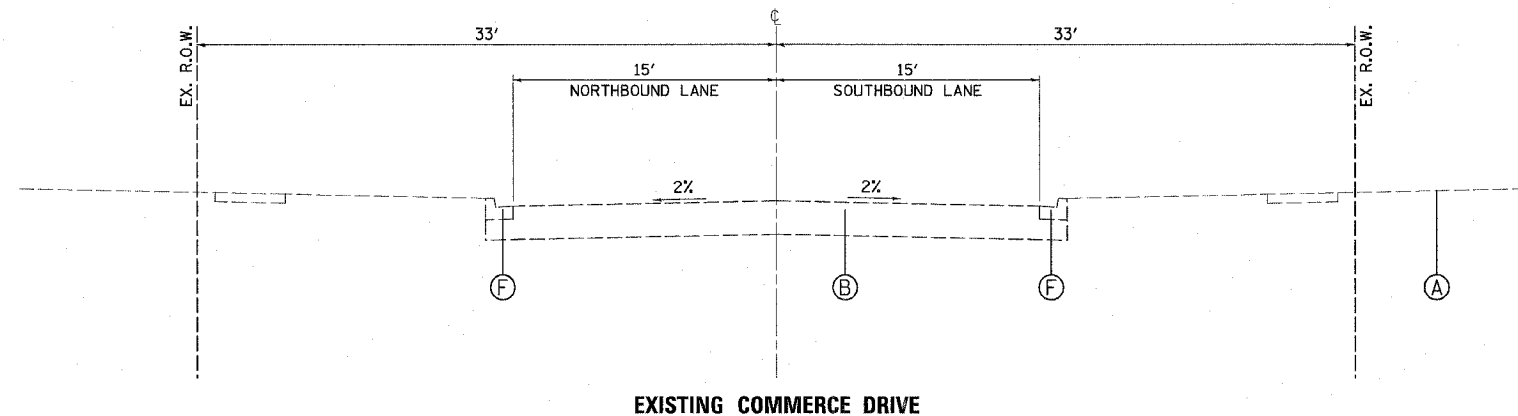 ℄
33' 33'
EX. R.O.W. EX. R.O.W.
15' 15'
NORTHBOUND LANE SOUTHBOUND LANE
2% 2%
F B F A
EXISTING COMMERCE DRIVE